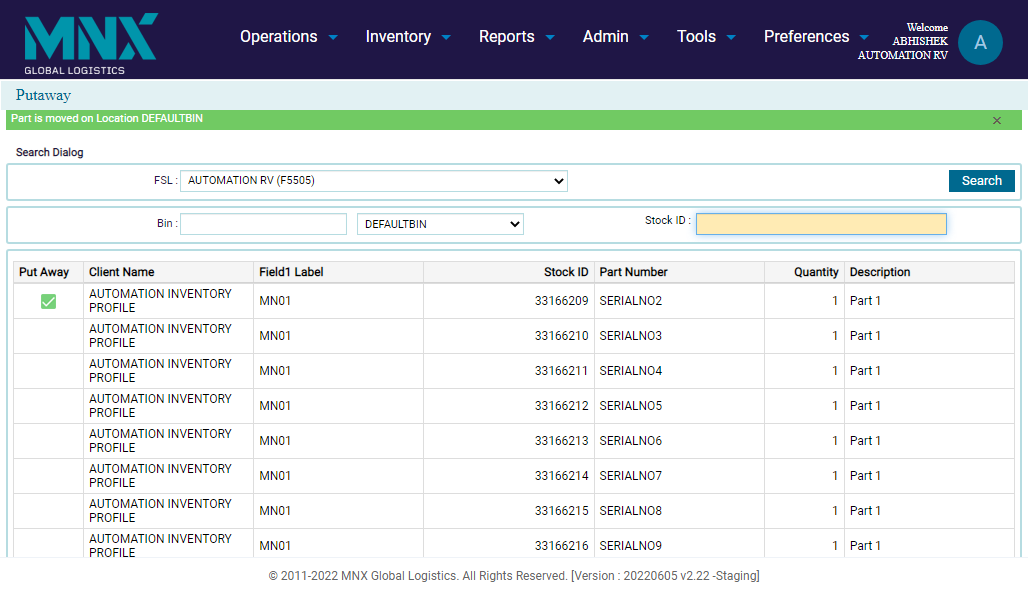 MNX
GLOBAL LOGISTICS
Operations Inventory Reports Admin Tools Preferences
Welcome
ABHISHEK
AUTOMATION RV
A
Putaway
Part is moved on Location DEFAULTBIN ×
Search Dialog
FSL : AUTOMATION RV (F5505) Search
Bin : DEFAULTBIN Stock ID :
Put Away Client Name Field1 Label Stock ID Part Number Quantity Description
AUTOMATION INVENTORY
PROFILE MN01 33166209 SERIALNO2 1 Part 1
AUTOMATION INVENTORY
PROFILE MN01 33166210 SERIALNO3 1 Part 1
AUTOMATION INVENTORY
PROFILE MN01 33166211 SERIALNO4 1 Part 1
AUTOMATION INVENTORY
PROFILE MN01 33166212 SERIALNO5 1 Part 1
AUTOMATION INVENTORY
PROFILE MN01 33166213 SERIALNO6 1 Part 1
AUTOMATION INVENTORY
PROFILE MN01 33166214 SERIALNO7 1 Part 1
AUTOMATION INVENTORY
PROFILE MN01 33166215 SERIALNO8 1 Part 1
AUTOMATION INVENTORY
PROFILE MN01 33166216 SERIALNO9 1 Part 1
© 2011-2022 MNX Global Logistics. All Rights Reserved. [Version : 20220605 v2.22 -Staging]